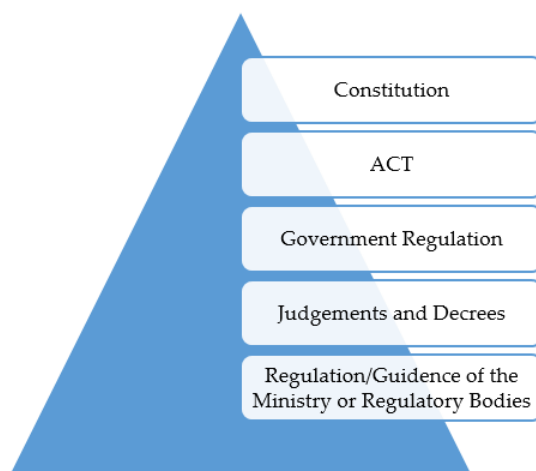 Constitution
ACT
Government Regulation
Judgements and Decrees
Regulation/Guidence of the
Ministry or Regulatory Bodies